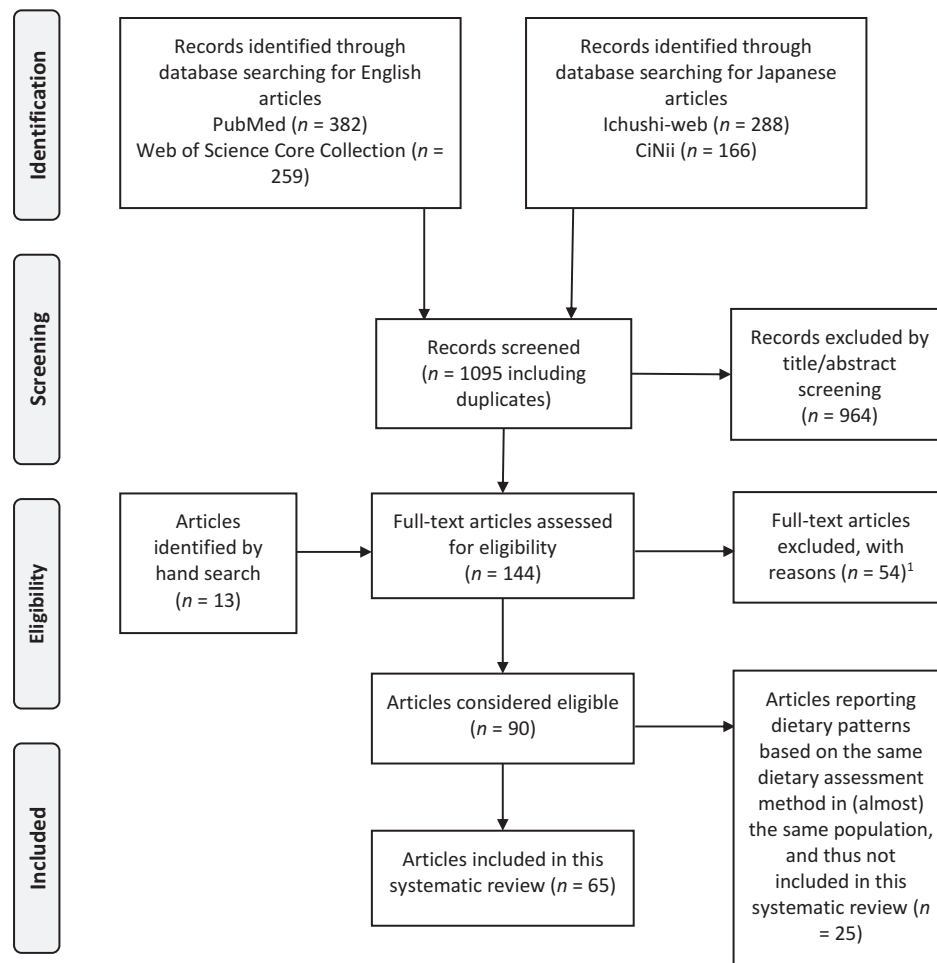 Identification
Records identified through
database searching for English
articles
PubMed (n = 382)
Web of Science Core Collection (n =
259)
Records identified through
database searching for Japanese
articles
Ichushi-web (n = 288)
CiNii (n = 166)
Screening
Records screened
(n = 1095 including
duplicates)
Records excluded by
title/abstract
screening
(n = 964)
Eligibility
Articles
identified by
hand search
(n = 13)
Full-text articles assessed
for eligibility
(n = 144)
Full-text articles
excluded, with
reasons (n = 54)¹
Articles considered eligible
(n = 90)
Articles reporting
dietary patterns
based on the same
dietary assessment
method in (almost)
the same population,
and thus not
included in this
systematic review (n
= 25)
Included
Articles included in this
systematic review (n = 65)